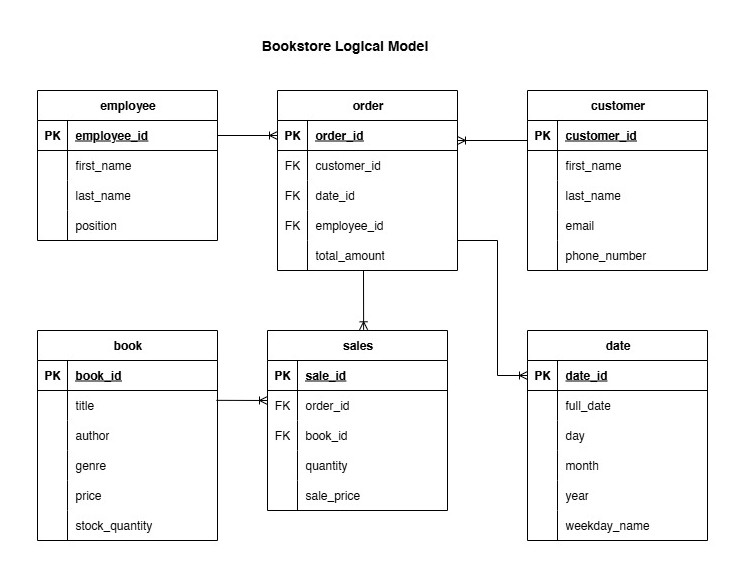 Bookstore Logical Model
employee
PK employee_id
first_name
last_name
position
order
PK order_id
FK customer_id
FK date_id
FK employee_id
total_amount
customer
PK customer_id
first_name
last_name
email
phone_number
book
PK book_id
title
author
genre
price
stock_quantity
sales
PK sale_id
FK order_id
FK book_id
quantity
sale_price
date
PK date_id
full_date
day
month
year
weekday_name